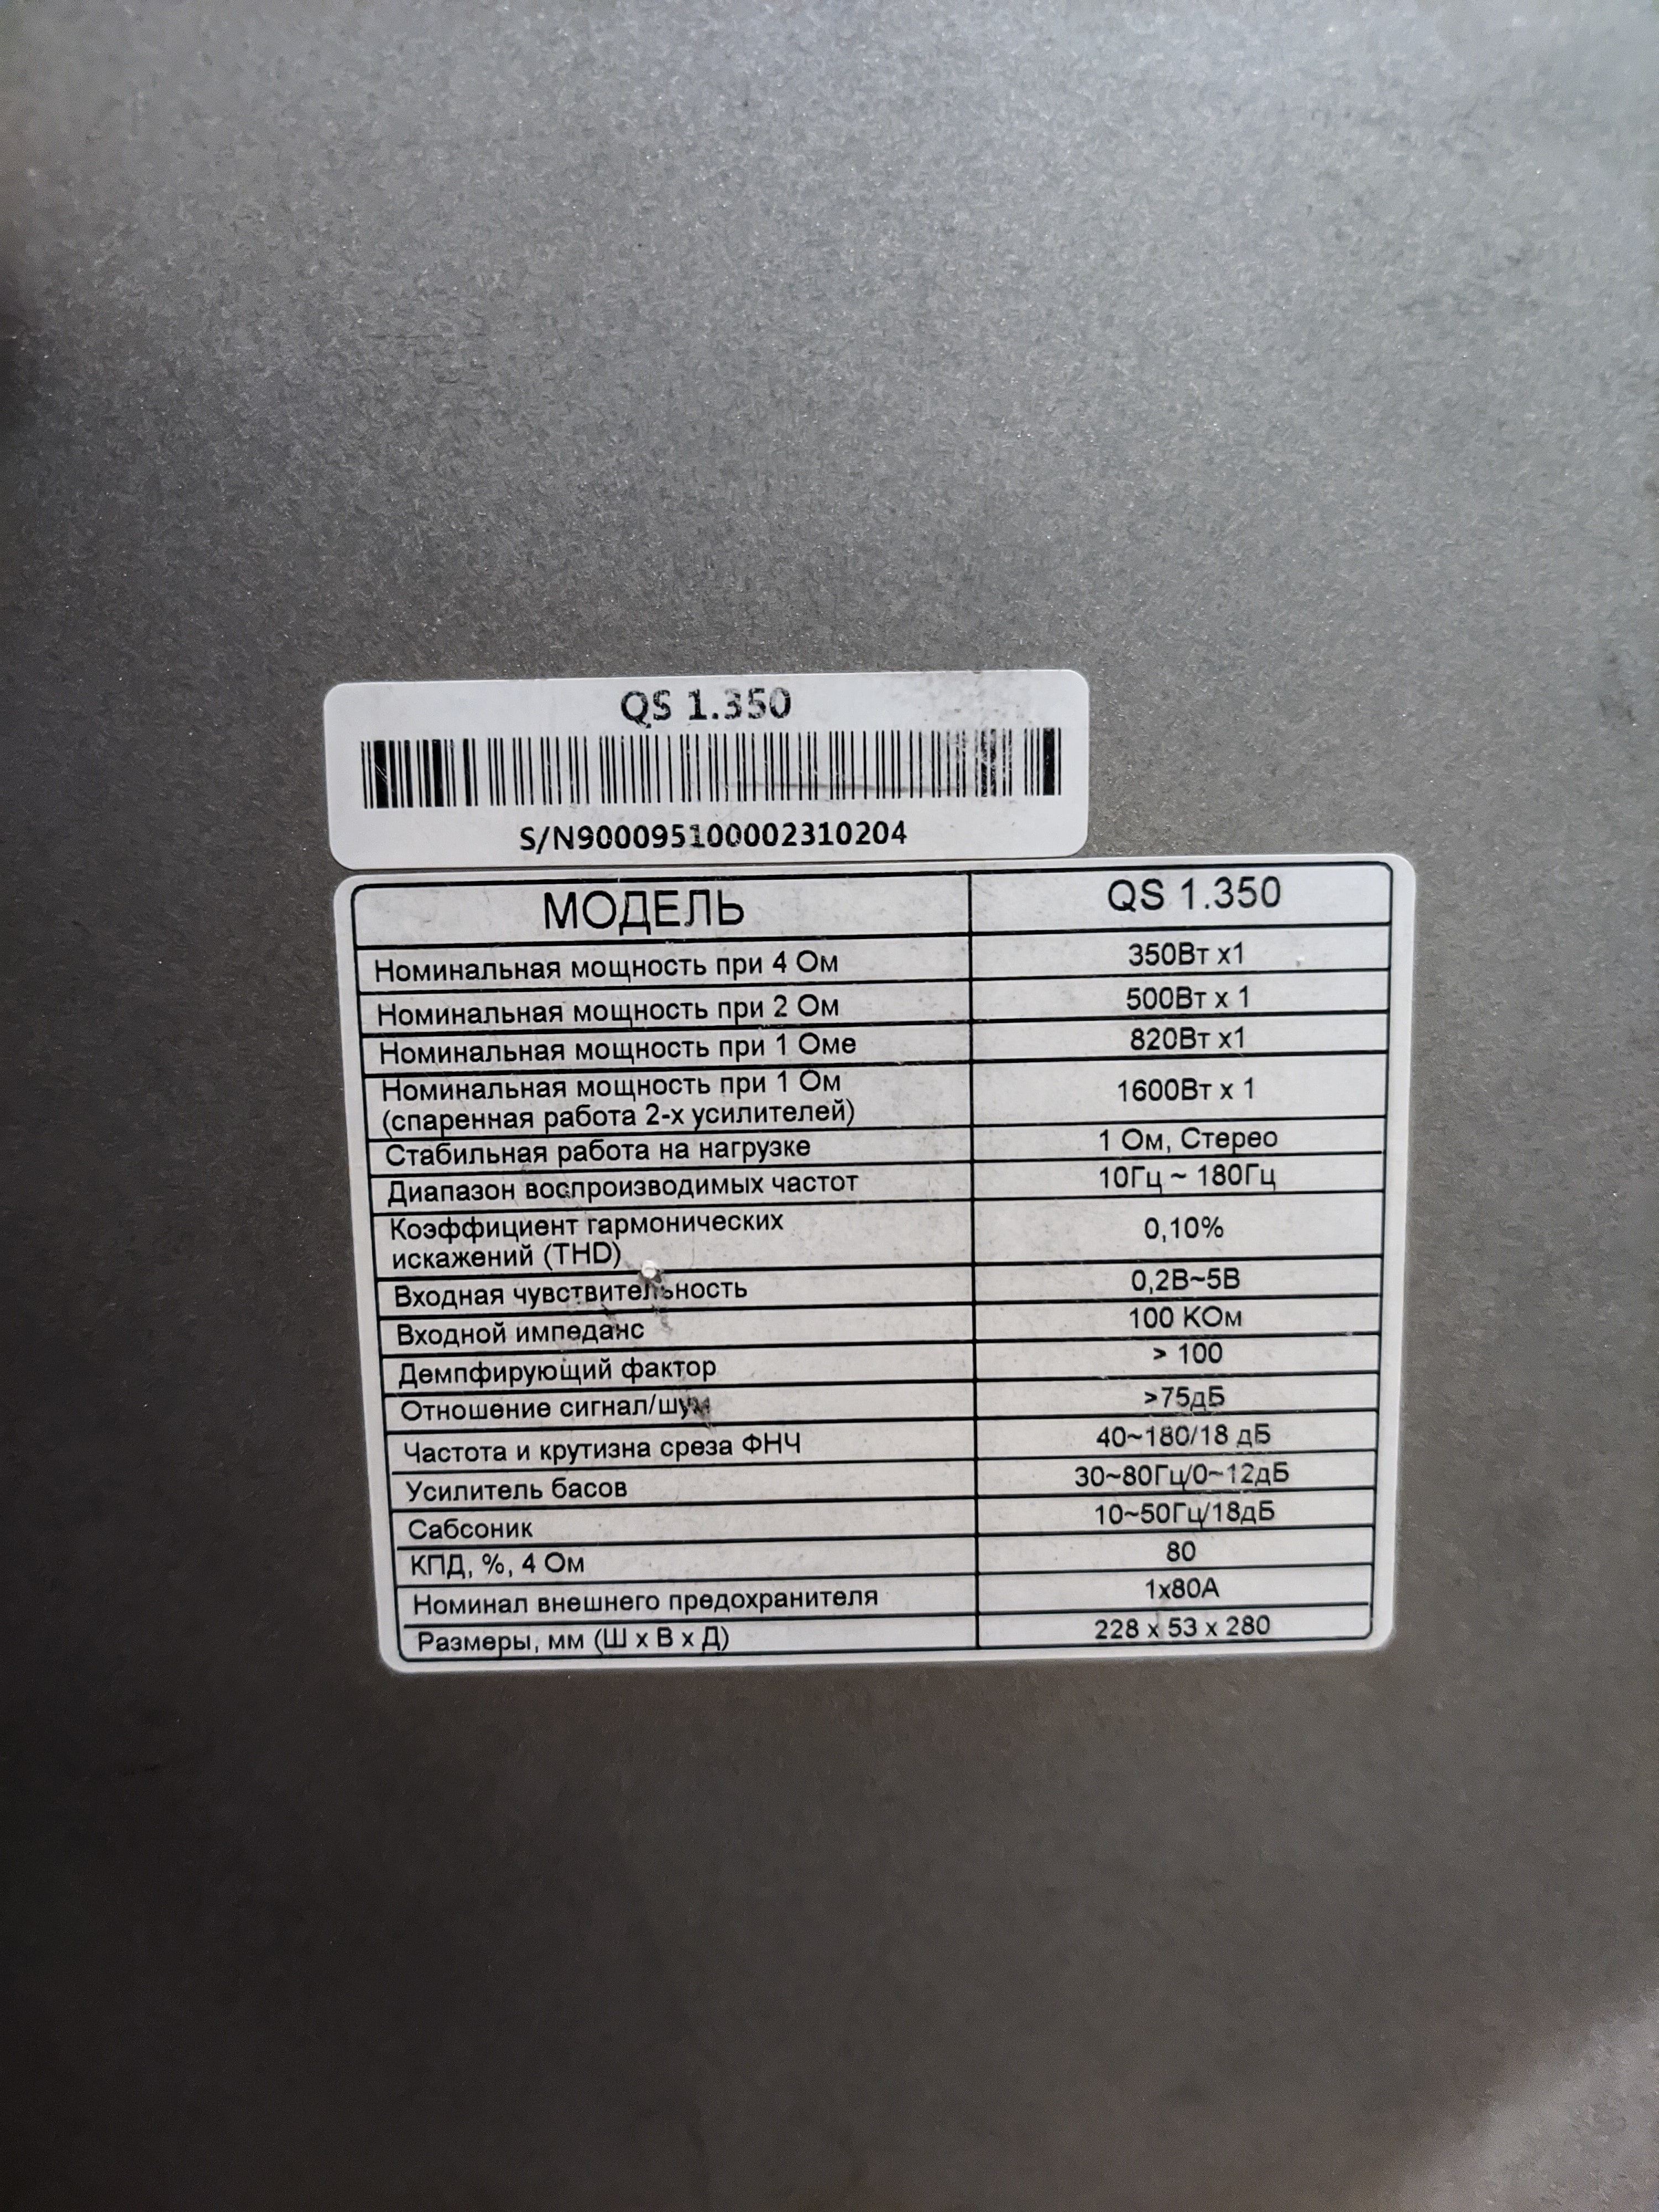 QS 1.350
S/N900095100002310204
МОДЕЛЬ QS 1.350
Номинальная мощность при 4 Ом 350Вт x1
Номинальная мощность при 2 Ом 500Вт x 1
Номинальная мощность при 1 Оме 820Вт x1
Номинальная мощность при 1 Ом
(спаренная работа 2-х усилителей) 1600Вт x 1
Стабильная работа на нагрузке 1 Ом, Стерео
Диапазон воспроизводимых частот 10Гц ~ 180Гц
Коэффициент гармонических
искажений (THD) 0,10%
Входная чувствительность 0,2В~5В
Входной импеданс 100 КОм
Демпфирующий фактор > 100
Отношение сигнал/шум >75дБ
Частота и крутизна среза ФНЧ 40~180/18 дБ
Усилитель басов 30~80Гц/0~12дБ
Сабсоник 10~50Гц/18дБ
КПД, %, 4 Ом 80
Номинал внешнего предохранителя 1x80А
Размеры, мм (Ш x В x Д) 228 x 53 x 280